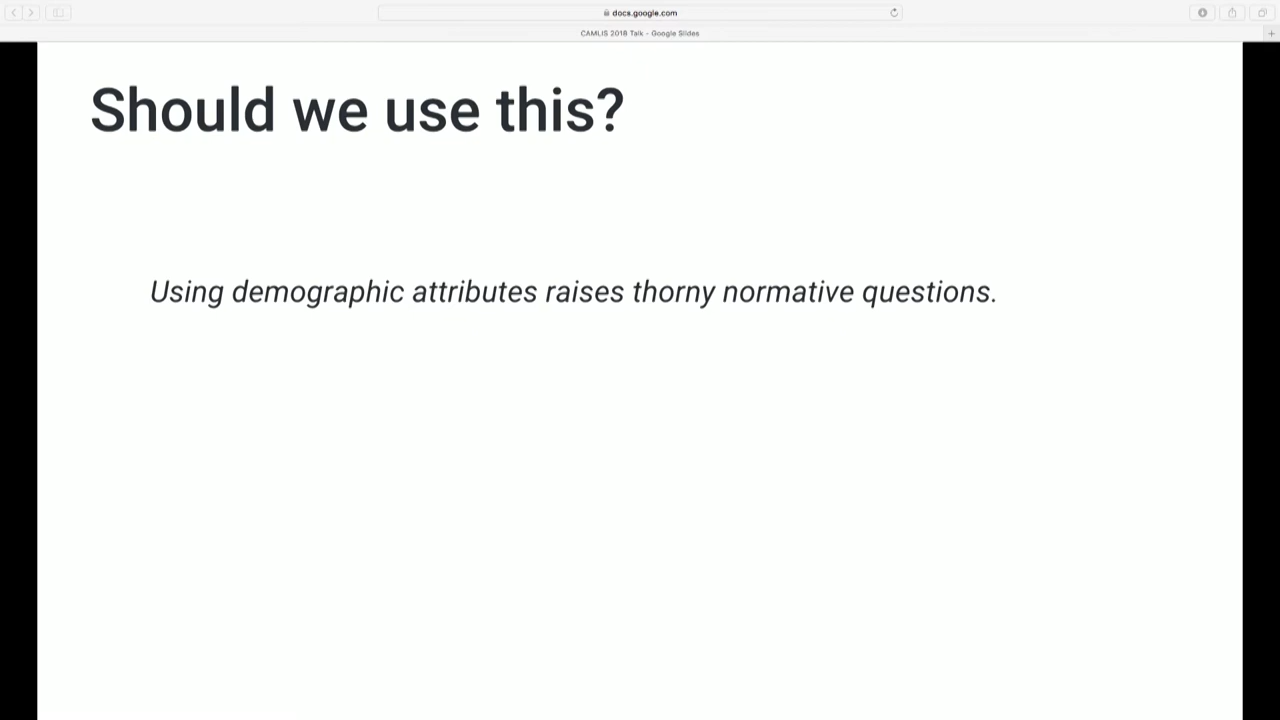 docs.google.com
CAMLIS 2018 Talk - Google Slides
Should we use this?
Using demographic attributes raises thorny normative questions.